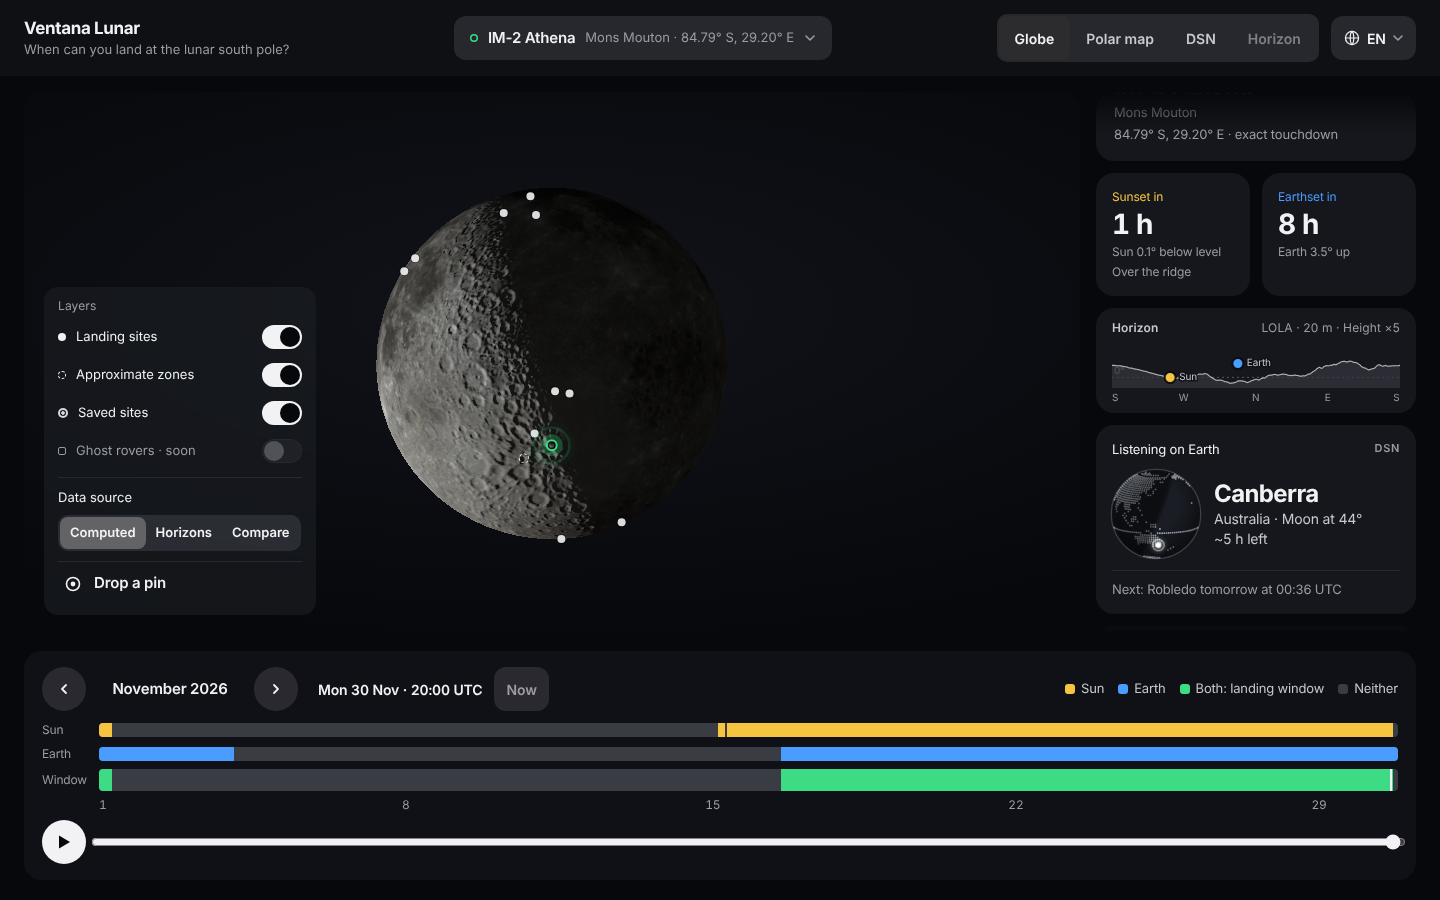 Ventana Lunar
When can you land at the lunar south pole?
IM-2 Athena Mons Mouton · 84.79° S, 29.20° E
Globe Polar map DSN Horizon
EN
Mons Mouton
84.79° S, 29.20° E · exact touchdown
Sunset in
1 h
Sun 0.1° below level
Over the ridge
Earthset in
8 h
Earth 3.5° up
Horizon LOLA · 20 m · Height ×5
Earth
Sun
S W N E S
Listening on Earth DSN
Canberra
Australia · Moon at 44°
~5 h left
Next: Robledo tomorrow at 00:36 UTC
Layers
Landing sites
Approximate zones
Saved sites
Ghost rovers · soon
Data source
Computed Horizons Compare
Drop a pin
November 2026
Mon 30 Nov · 20:00 UTC
Now
Sun Earth Both: landing window Neither
Sun
Earth
Window
1 8 15 22 29